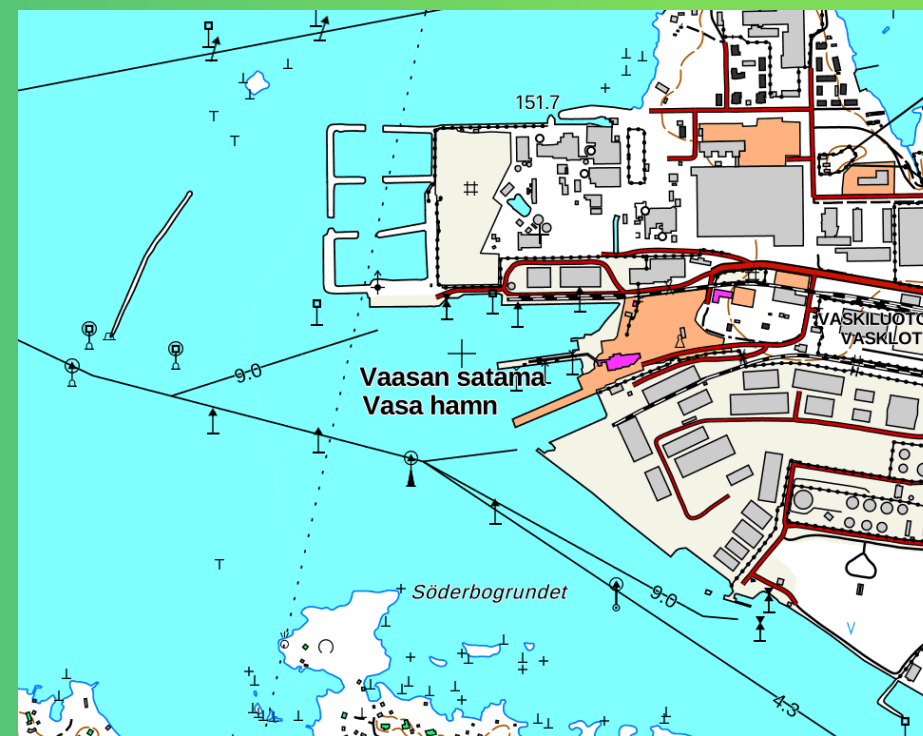 151.7
VASKILUOTO
VASKLOT
9.0
Vaasan satama
Vasa hamn
Söderbogrundet
9.0
4.3